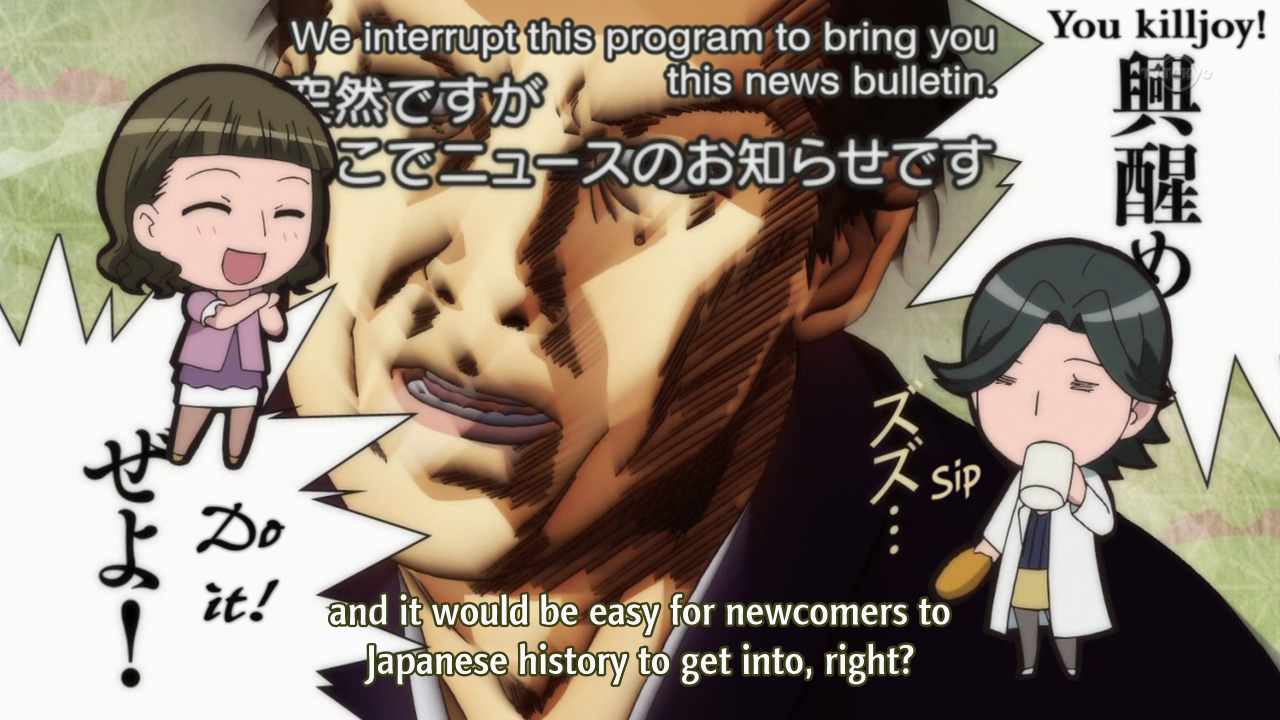 We interrupt this program to bring you
this news bulletin.
突然ですが
ここでニュースのお知らせです
You killjoy!
興醒め
ぜよ！
Do
it!
ズズ…
Sip
and it would be easy for newcomers to
Japanese history to get into, right?